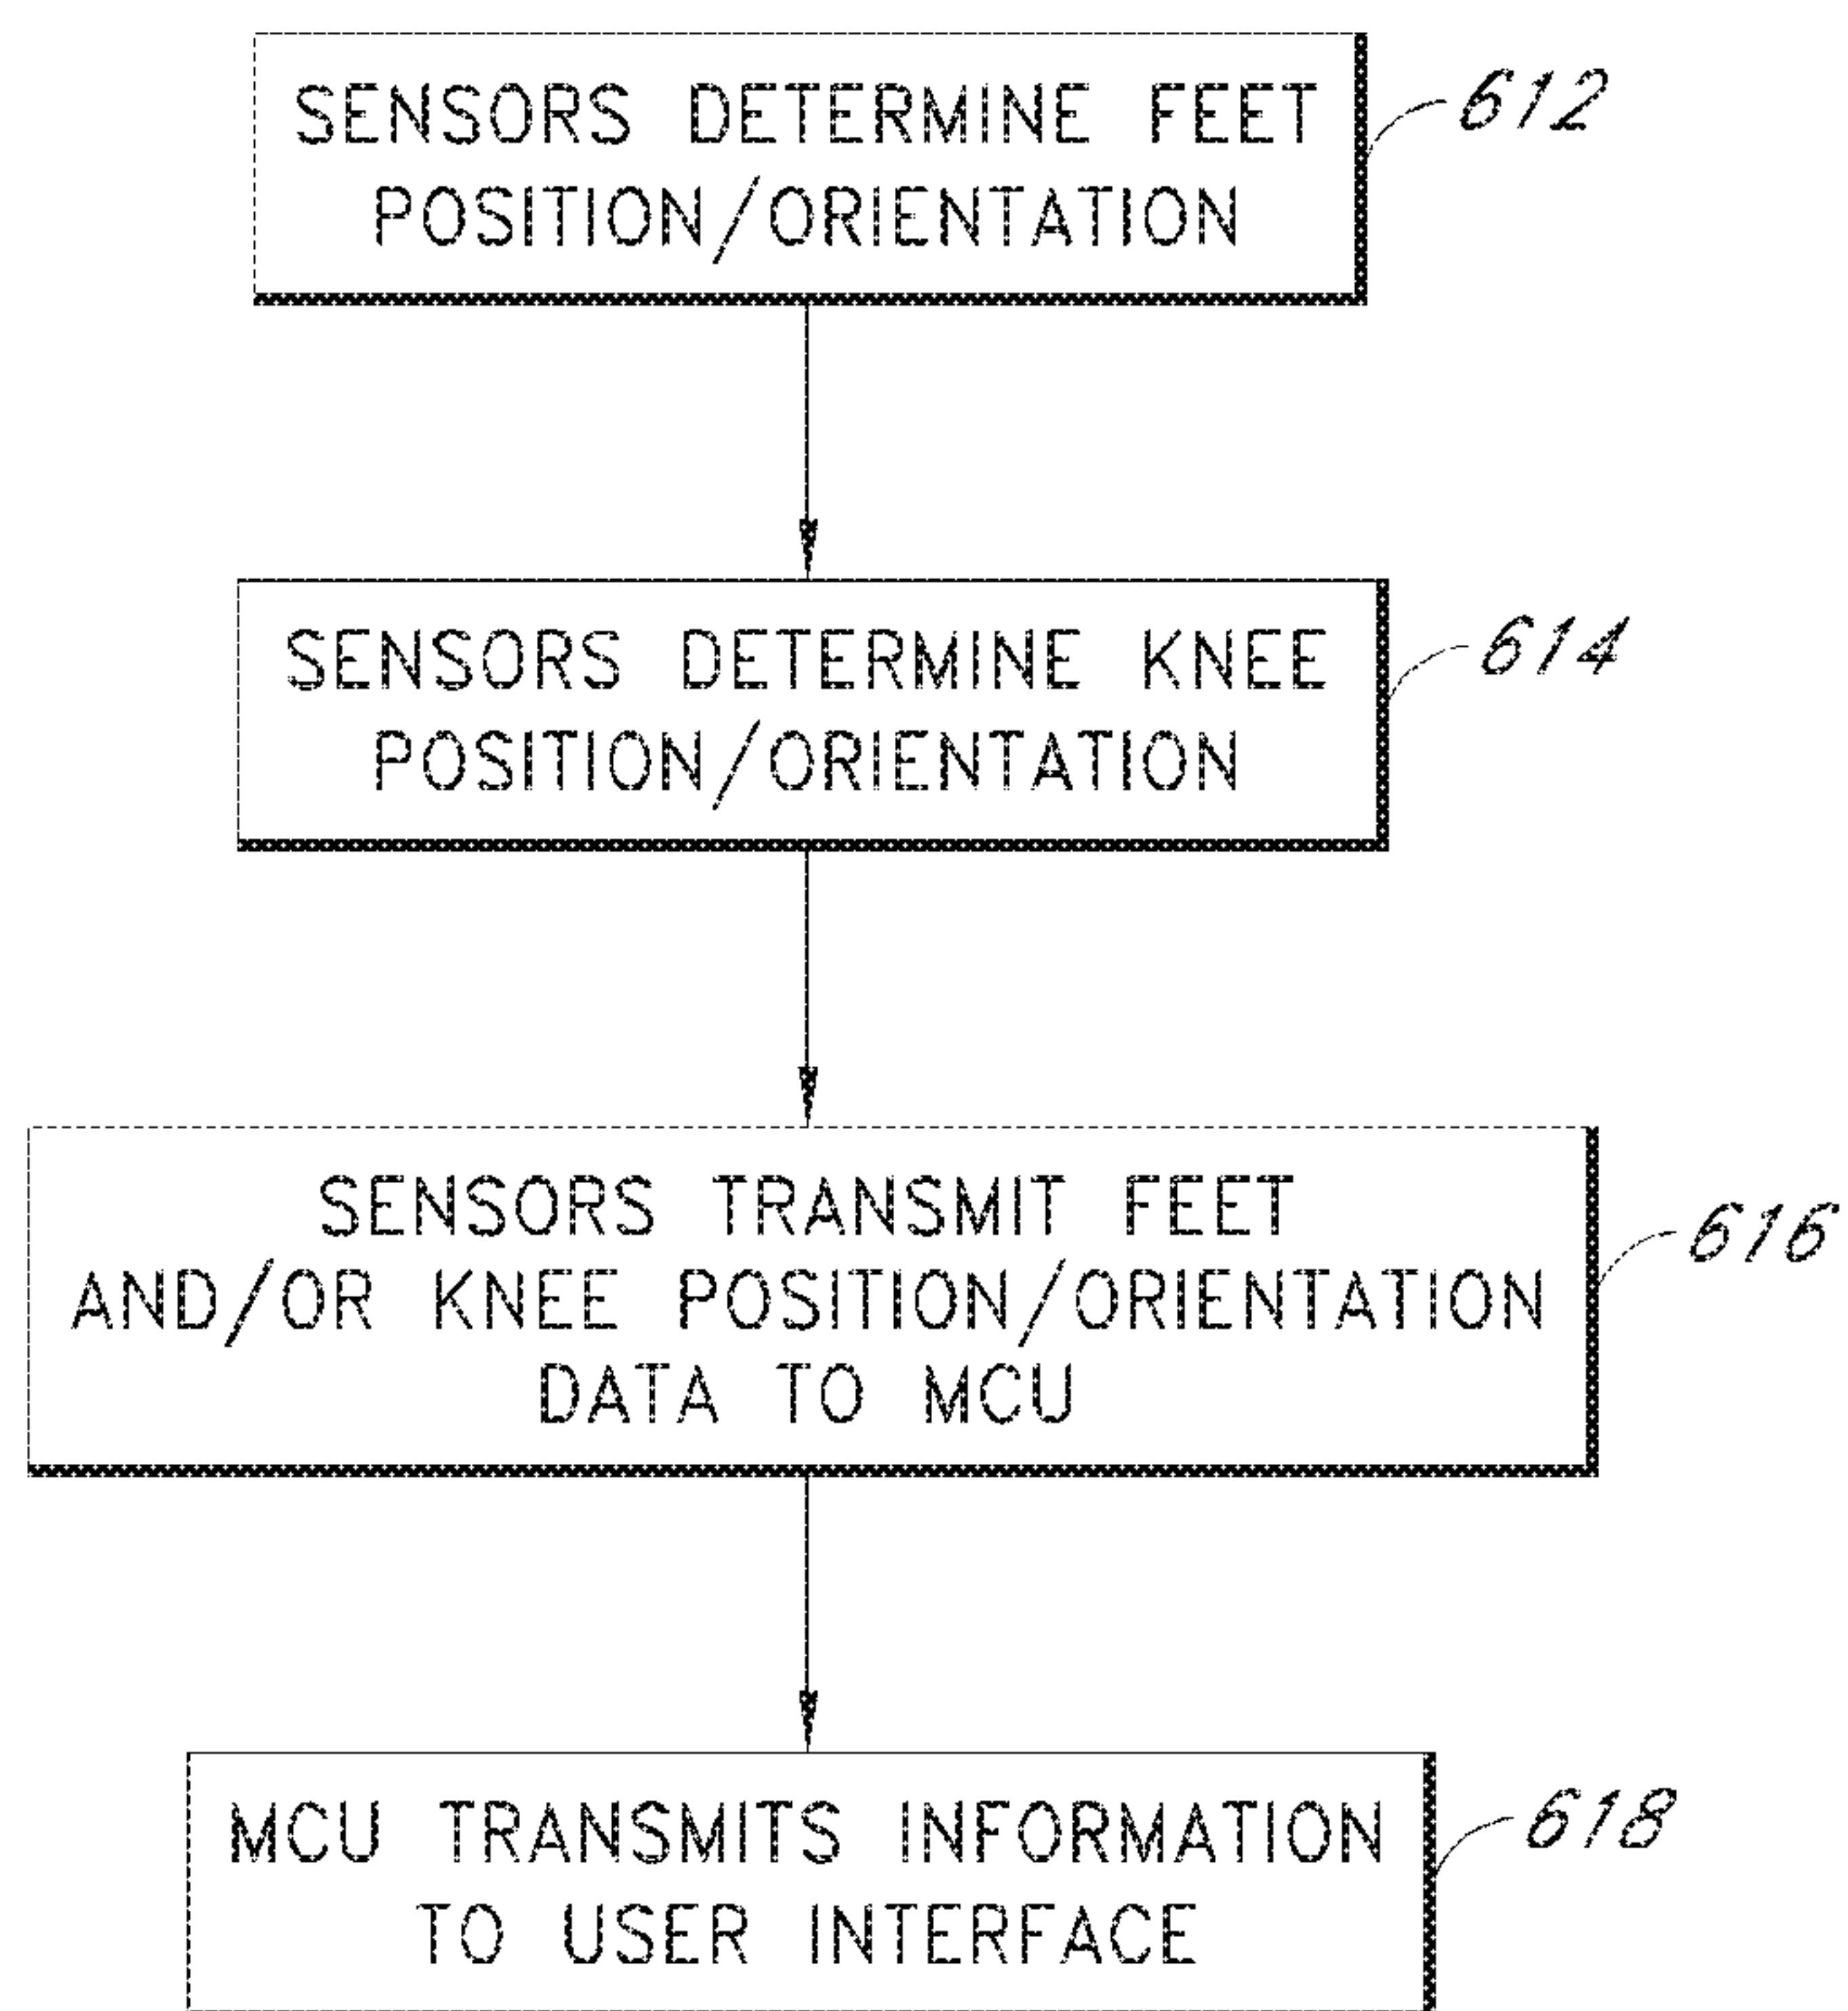 SENSORS DETERMINE FEET
POSITION/ORIENTATION
612
SENSORS DETERMINE KNEE
POSITION/ORIENTATION
614
SENSORS TRANSMIT FEET
AND/OR KNEE POSITION/ORIENTATION
DATA TO MCU
616
MCU TRANSMITS INFORMATION
TO USER INTERFACE
618